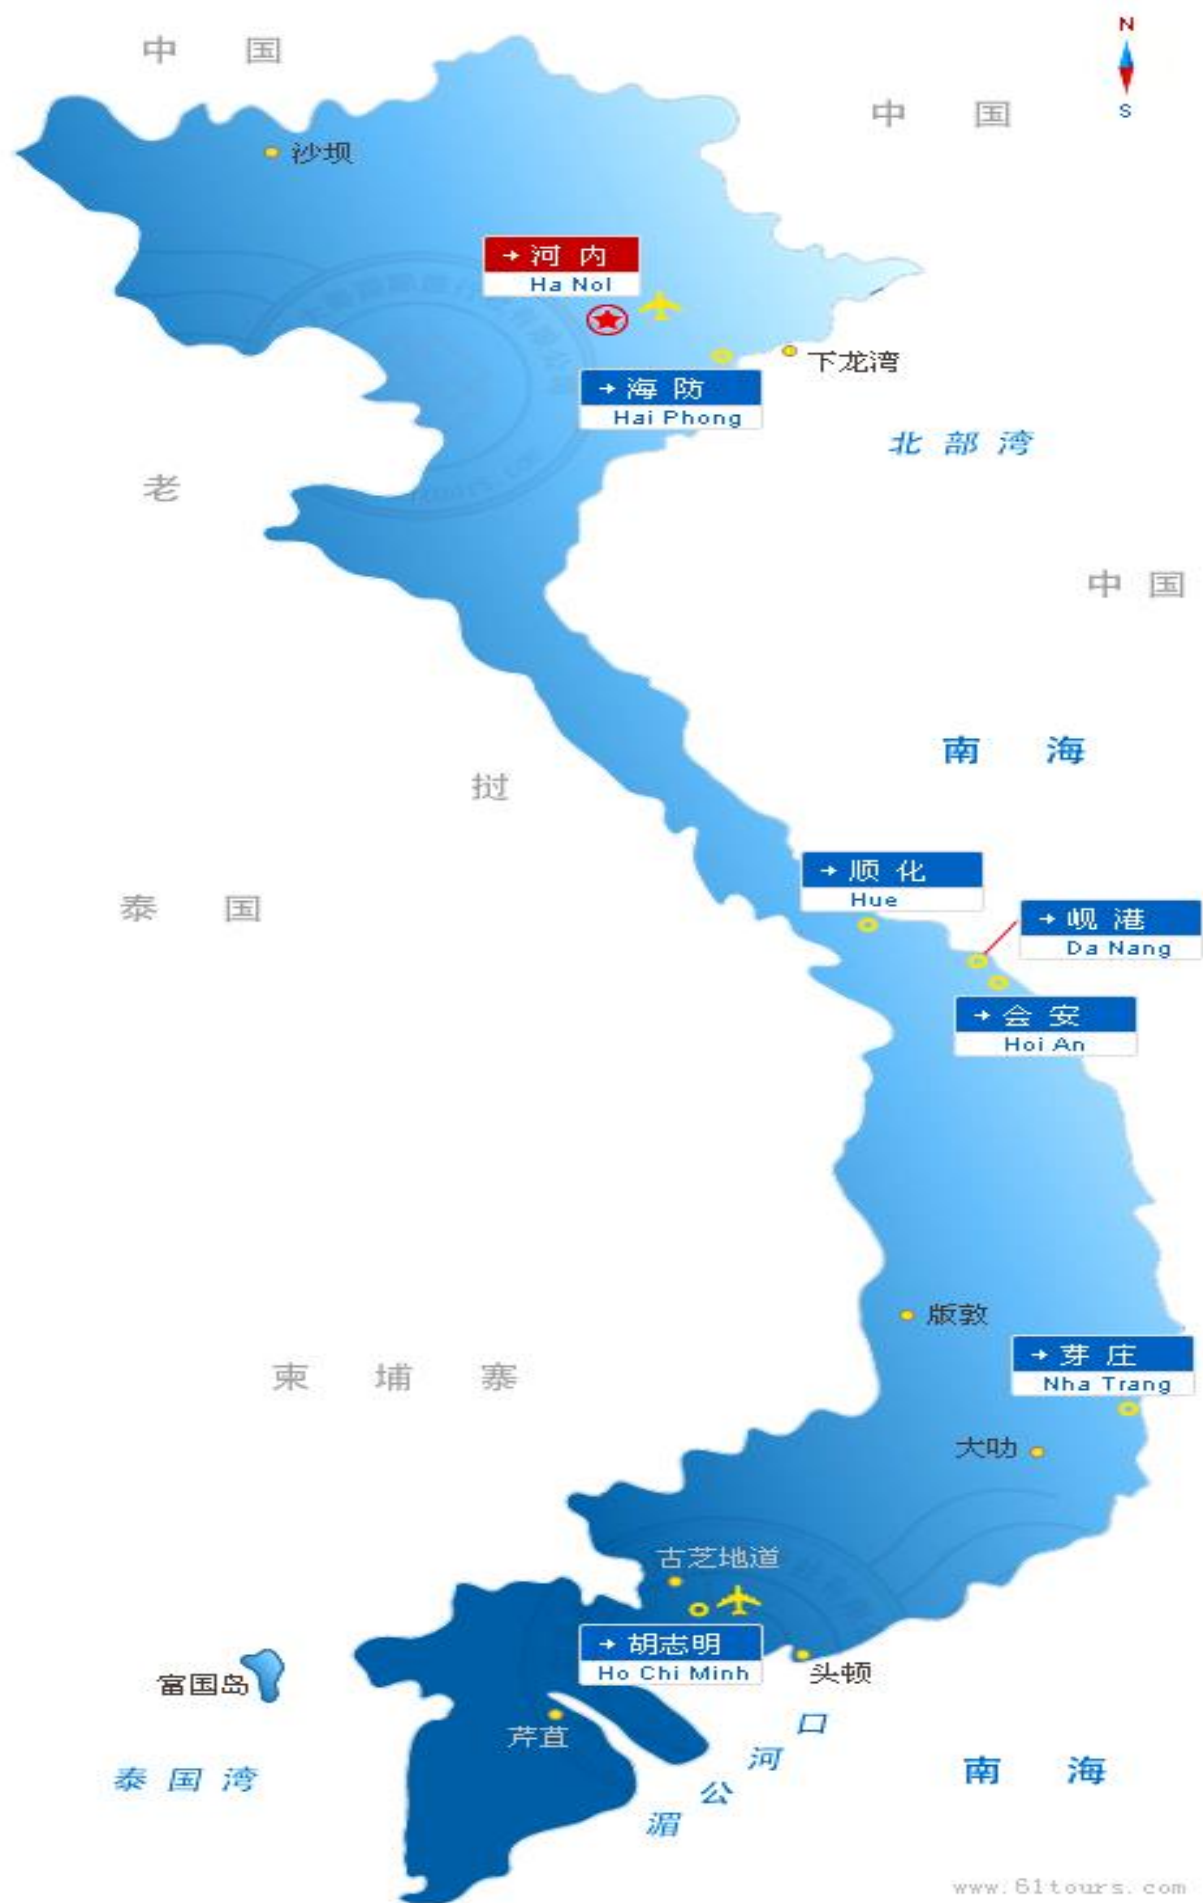 N
中 国
中 国
S
沙坝
河内
Ha NoI
下龙湾
海防
Hai Phong
北部湾
老
中国
南 海
挝
顺化
Hue
泰 国
岘港
Da Nang
会安
Hoi An
版敦
芽庄
Nha Trang
柬 埔 寨
大叻
古芝地道
胡志明
Ho Chi Minh
头顿
富国岛
芹苴
口
河
公
湄
泰国湾
南 海
www.61tours.com